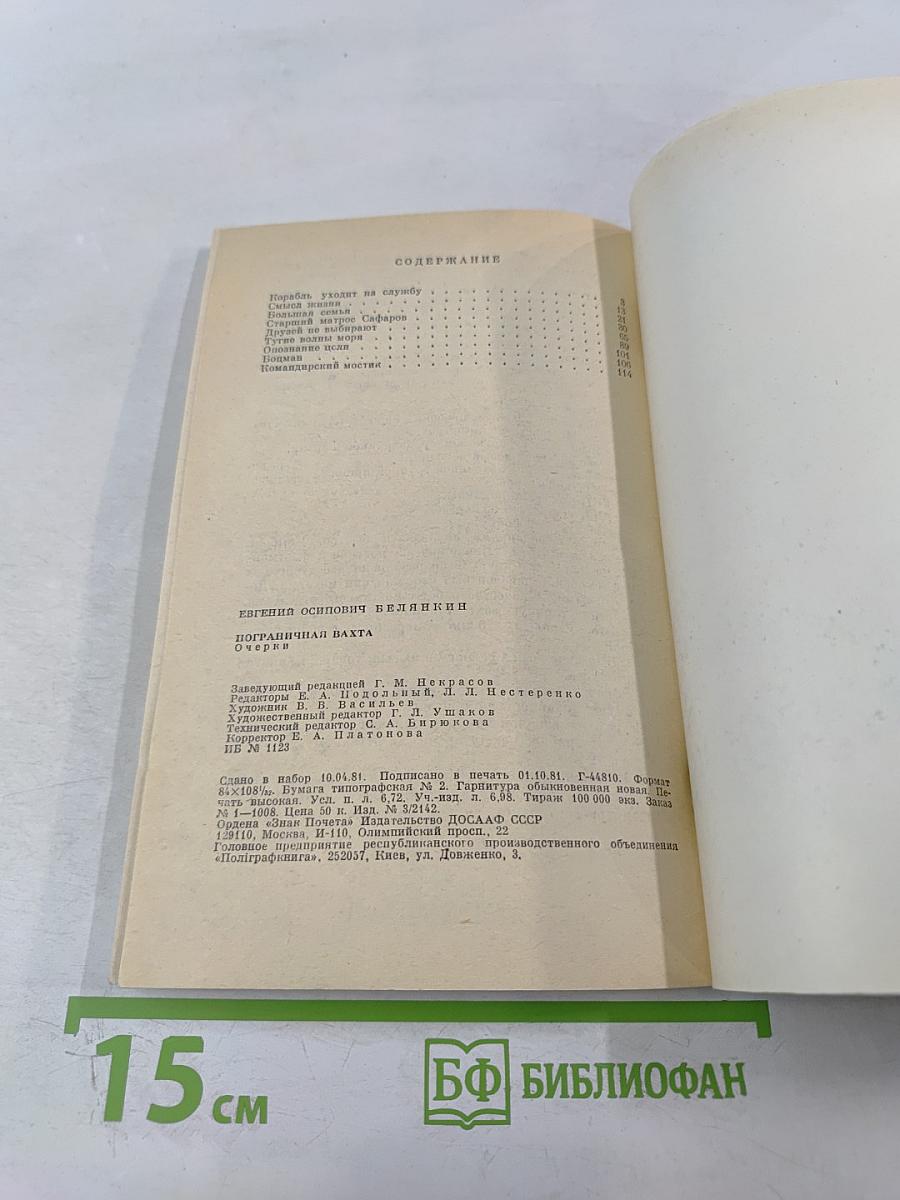 СОДЕРЖАНИЕ
Корабль уходит на службу . . . . . . . . . . . 3
Смысл жизни . . . . . . . . . . . 13
Большая семья . . . . . . . . . . . 21
Старший матрос Сафаров . . . . . . . . . . . 30
Друзей не выбирают . . . . . . . . . . . 65
Тугие волны моря . . . . . . . . . . . 89
Опознание цели . . . . . . . . . . . 101
Боцман . . . . . . . . . . . 106
Командирский мостик . . . . . . . . . . . 114
ЕВГЕНИЙ ОСИПОВИЧ БЕЛЯНКИН
ПОГРАНИЧНАЯ ВАХТА
Очерки
Заведующий редакцией Г. М. Некрасов
Редакторы Е. А. Подольный, Л. Л. Нестеренко
Художник В. В. Васильев
Художественный редактор Г. Л. Ушаков
Технический редактор С. А. Бирюкова
Корректор Е. А. Платонова
ИБ № 1123
Сдано в набор 10.04.81. Подписано в печать 01.10.81. Г-44810. Формат
84×108¹/₃₂. Бумага типографская № 2. Гарнитура обыкновенная новая. Пе-
чать высокая. Усл. п. л. 6,72. Уч.-изд. л. 6,98. Тираж 100 000 экз. Заказ
№ 1—1008. Цена 50 к. Изд. № 3/2142.
Ордена «Знак Почета» Издательство ДОСААФ СССР
129110, Москва, И-110, Олимпийский просп., 22
Головное предприятие республиканского производственного объединения
«Полiграфкнига», 252057, Киев, ул. Довженко, 3.
15 см
БФ БИБЛИОФАН